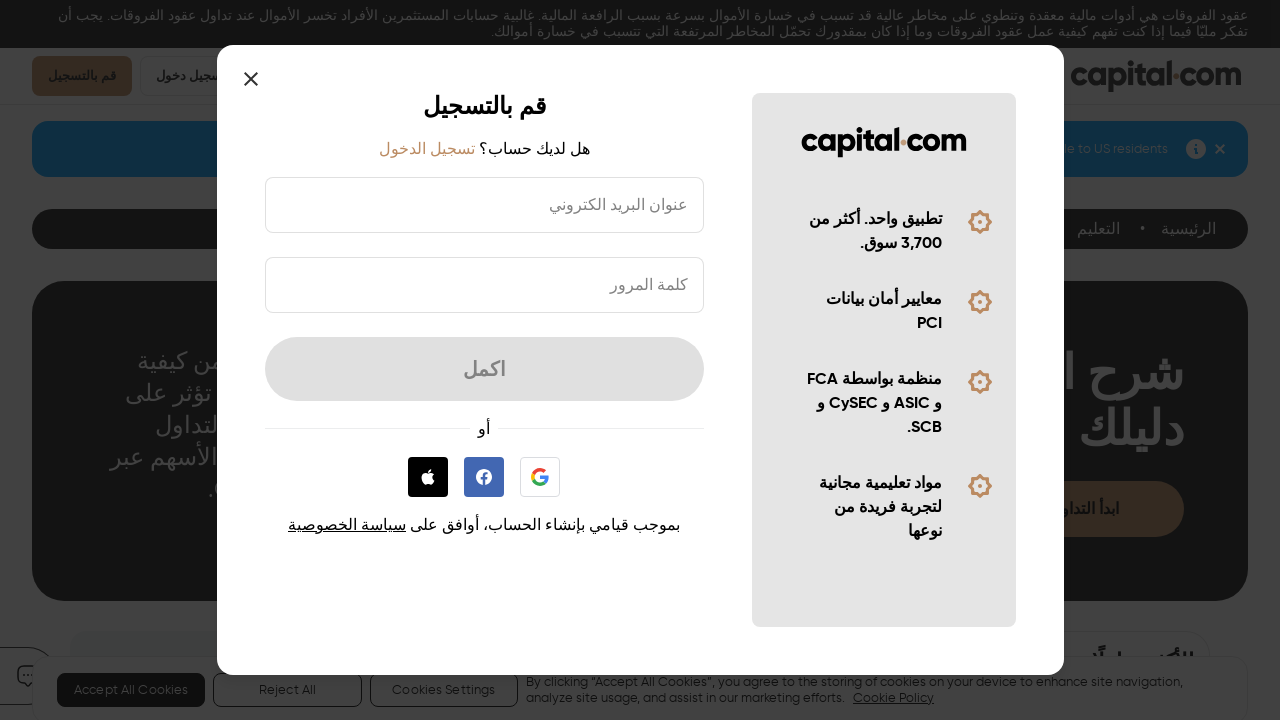 عقود الفروقات هي أدوات مالية معقدة وتنطوي على مخاطر عالية قد تسبب في خسارة الأموال بسرعة بسبب الرافعة المالية. غالبية حسابات المستثمرين الأفراد تخسر الأموال عند تداول عقود الفروقات. يجب أن
تفكر مليًا فيما إذا كنت تفهم كيفية عمل عقود الفروقات وما إذا كان بمقدورك تحمّل المخاطر المرتفعة التي تتسبب في خسارة أموالك.
capital.com
سجيل دخول
قم بالتسجيل
le to US residents
الرئيسية • التعليم
شرح ا
دليلك
ابدأ التداو
من كيفية
تؤثر على
لتداول
الأسهم عبر
capital.com
تطبيق واحد. أكثر من
3,700 سوق.
معايير أمان بيانات
PCI
منظمة بواسطة FCA
و ASIC و CySEC و
SCB.
مواد تعليمية مجانية
لتجربة فريدة من
نوعها
قم بالتسجيل
هل لديك حساب؟ تسجيل الدخول
عنوان البريد الكتروني
كلمة المرور
اكمل
أو
بموجب قيامي بإنشاء الحساب، أوافق على سياسة الخصوصية
By clicking “Accept All Cookies”, you agree to the storing of cookies on your device to enhance site navigation,
analyze site usage, and assist in our marketing efforts. Cookie Policy
Cookies Settings
Reject All
Accept All Cookies